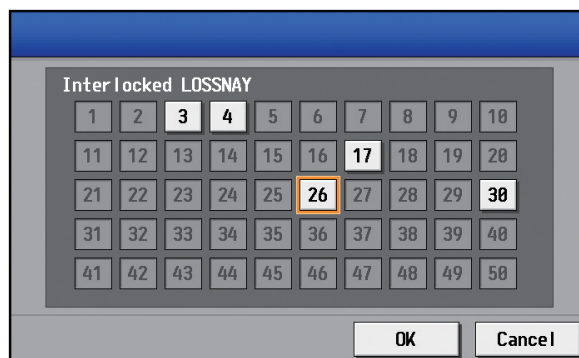 Interlocked LOSSNAY
1 2 3 4 5 6 7 8 9 10
11 12 13 14 15 16 17 18 19 20
21 22 23 24 25 26 27 28 29 30
31 32 33 34 35 36 37 38 39 40
41 42 43 44 45 46 47 48 49 50
OK Cancel